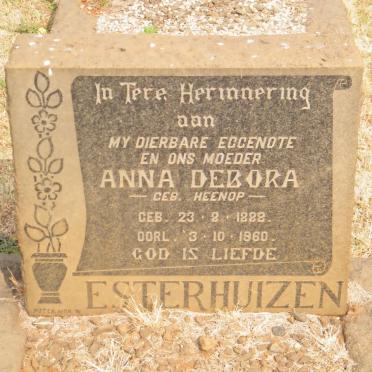 In Tere Herinnering
aan
MY DIERBARE EGGENOTE
EN ONS MOEDER
ANNA DEBORA
— GEB. HEENOP —
GEB. 23 - 2 - 1888.
OORL. 3 - 10 - 1960.
GOD IS LIEFDE
ESTERHUIZEN